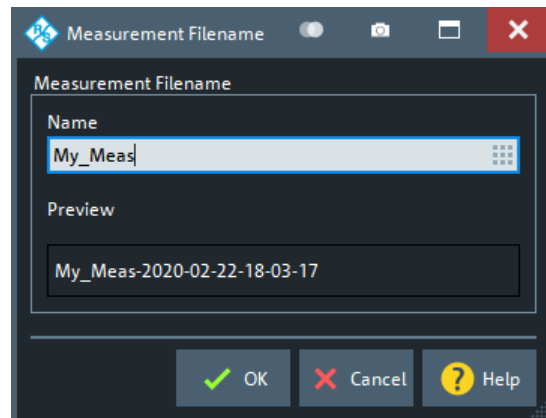 R&S Measurement Filename
Measurement Filename
Name
My_Meas
Preview
My_Meas-2020-02-22-18-03-17
OK Cancel ? Help